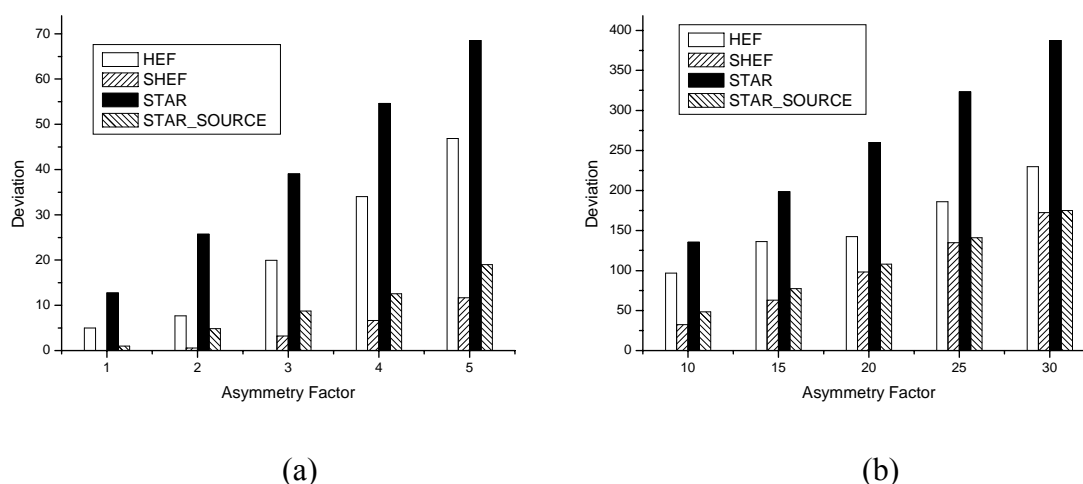 70
60
50
40
30
20
10
0
Deviation
HEF
SHEF
STAR
STAR_SOURCE
1 2 3 4 5
Asymmetry Factor
(a)
400
350
300
250
200
150
100
50
0
Deviation
HEF
SHEF
STAR
STAR_SOURCE
10 15 20 25 30
Asymmetry Factor
(b)